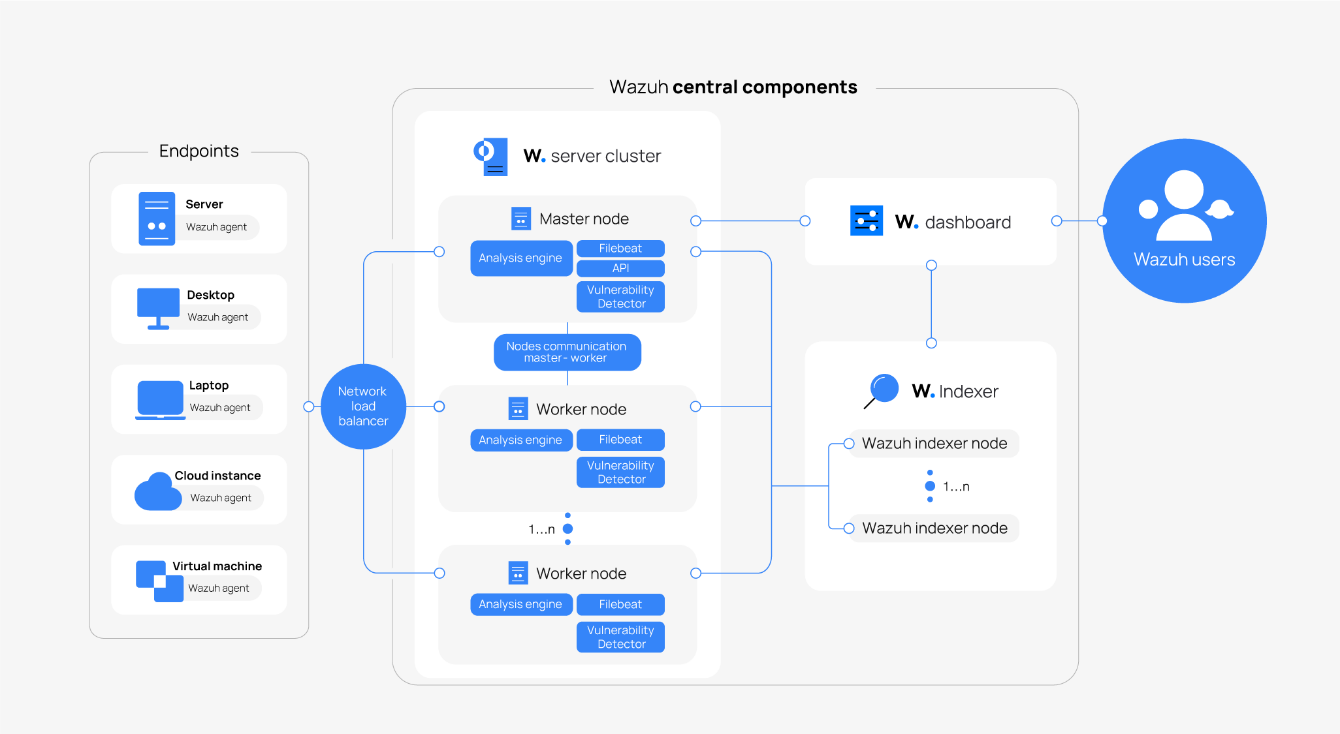 Wazuh central components
Endpoints
Server
Wazuh agent
Desktop
Wazuh agent
Laptop
Wazuh agent
Cloud instance
Wazuh agent
Virtual machine
Wazuh agent
Network
load
balancer
W. server cluster
Master node
Analysis engine
Filebeat
API
Vulnerability
Detector
Nodes communication
master- worker
Worker node
Analysis engine
Filebeat
Vulnerability
Detector
1...n
Worker node
Analysis engine
Filebeat
Vulnerability
Detector
W. dashboard
W. Indexer
Wazuh indexer node
1...n
Wazuh indexer node
Wazuh users